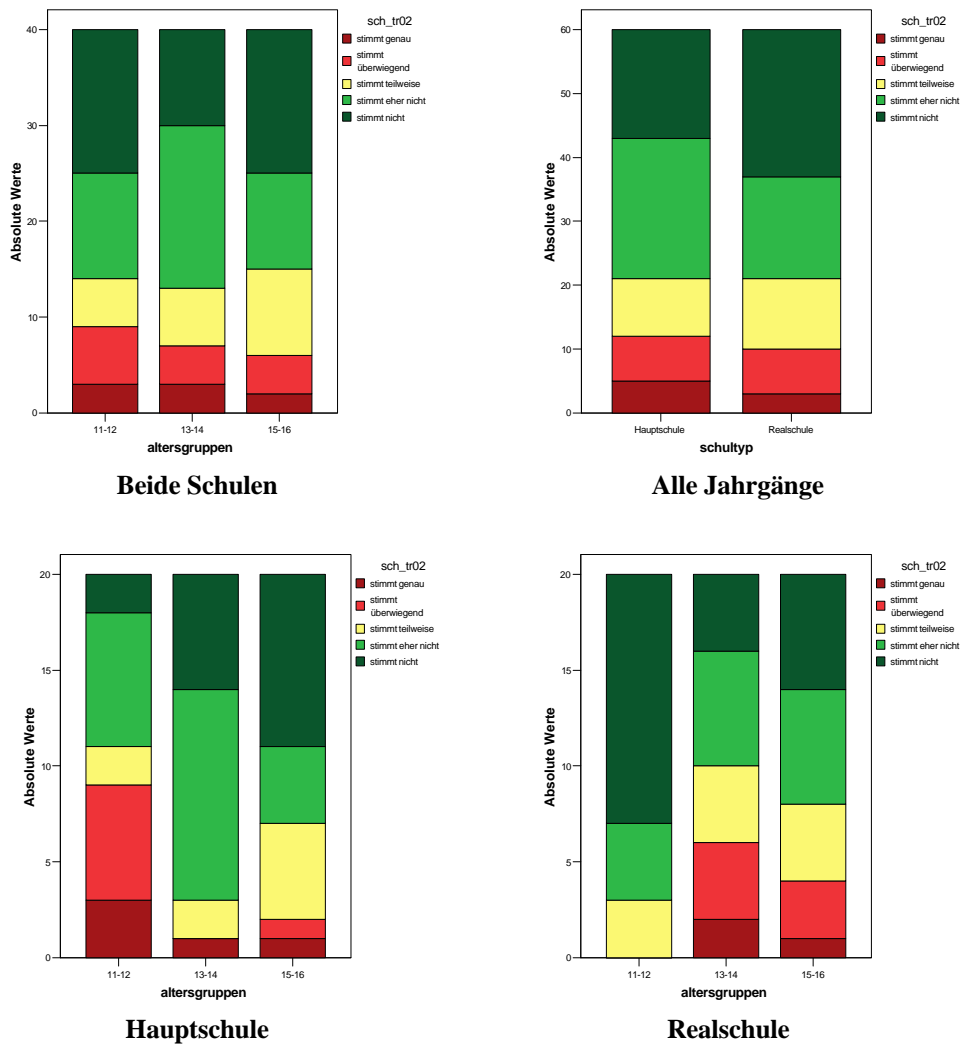 sch_tr02
stimmt genau
stimmt
überwiegend
stimmt teilweise
stimmt eher nicht
stimmt nicht
40
30
20
10
0
Absolute Werte
11-12
13-14
15-16
altersgruppen
Beide Schulen
sch_tr02
stimmt genau
stimmt
überwiegend
stimmt teilweise
stimmt eher nicht
stimmt nicht
60
50
40
30
20
10
0
Absolute Werte
Hauptschule
Realschule
schultyp
Alle Jahrgänge
sch_tr02
stimmt genau
stimmt
überwiegend
stimmt teilweise
stimmt eher nicht
stimmt nicht
20
15
10
5
0
Absolute Werte
11-12
13-14
15-16
altersgruppen
Hauptschule
sch_tr02
stimmt genau
stimmt
überwiegend
stimmt teilweise
stimmt eher nicht
stimmt nicht
20
15
10
5
0
Absolute Werte
11-12
13-14
15-16
altersgruppen
Realschule